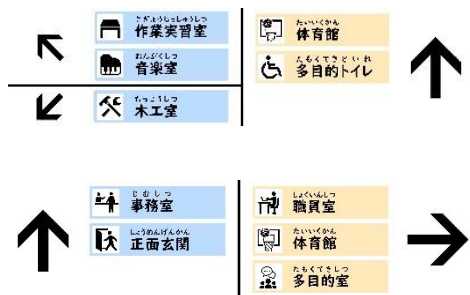 さぎょうじっしゅうしつ
作業実習室
おんがくしつ
音楽室
もっこうしつ
木工室
たいいくかん
体育館
たもくてきといれ
多目的トイレ
じむしつ
事務室
しょうめんげんかん
正面玄関
しょくいんしつ
職員室
たいいくかん
体育館
たもくてきしつ
多目的室